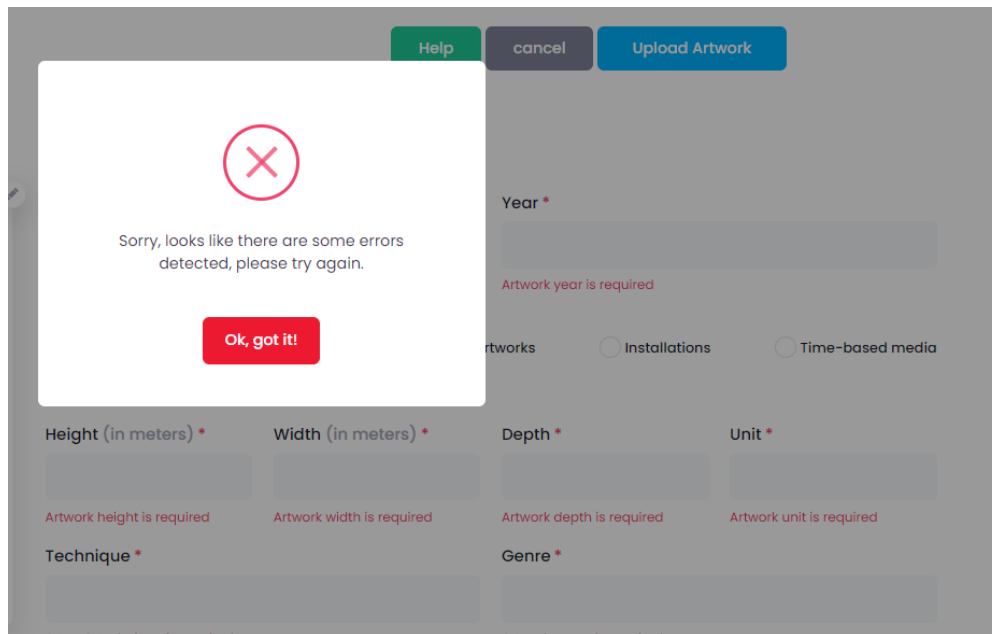 Help cancel Upload Artwork
Sorry, looks like there are some errors
detected, please try again.
Ok, got it!
Year *
Artwork year is required
rtworks Installations Time-based media
Height (in meters) * Width (in meters) * Depth * Unit *
Artwork height is required Artwork width is required Artwork depth is required Artwork unit is required
Technique * Genre *